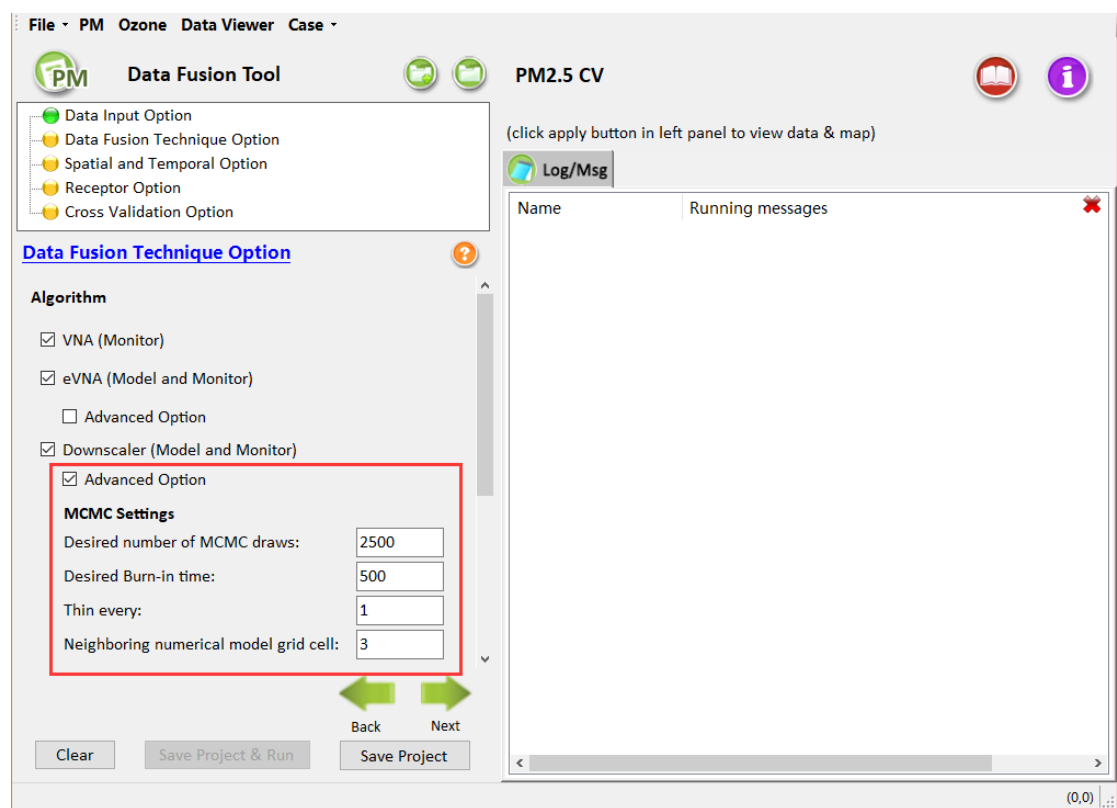 File PM Ozone Data Viewer Case
PM Data Fusion Tool
PM2.5 CV
i
Data Input Option
Data Fusion Technique Option
Spatial and Temporal Option
Receptor Option
Cross Validation Option
(click apply button in left panel to view data & map)
Log/Msg
Name Running messages
Data Fusion Technique Option
?
Algorithm
VNA (Monitor)
eVNA (Model and Monitor)
Advanced Option
Downscaler (Model and Monitor)
Advanced Option
MCMC Settings
Desired number of MCMC draws: 2500
Desired Burn-in time: 500
Thin every: 1
Neighboring numerical model grid cell: 3
Back Next
Clear Save Project & Run Save Project
(0,0)